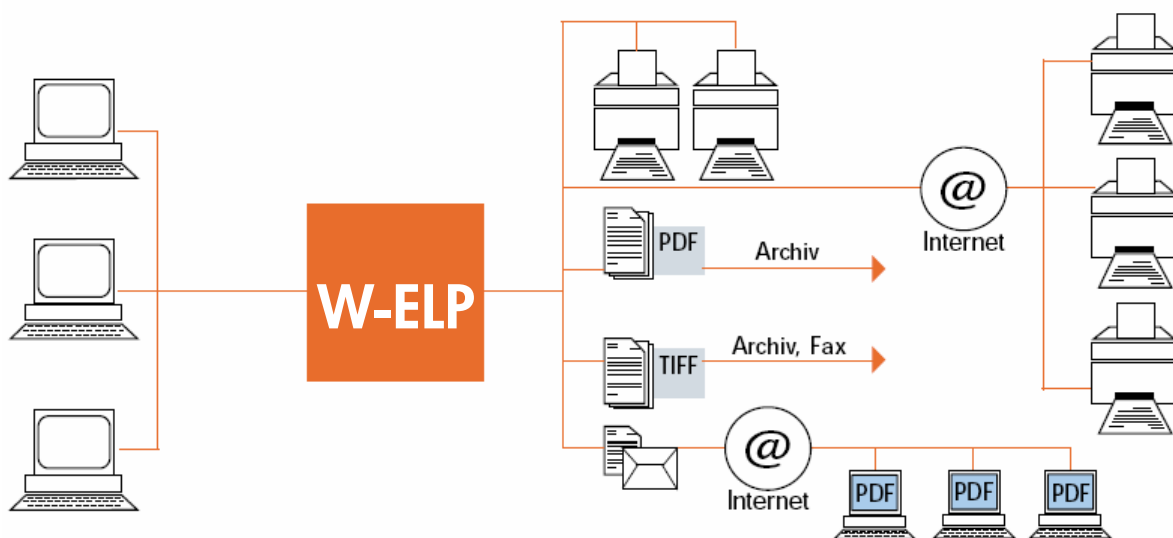 W-ELP
Internet
PDF
Archiv
TIFF
Archiv, Fax
Internet
PDF
PDF
PDF